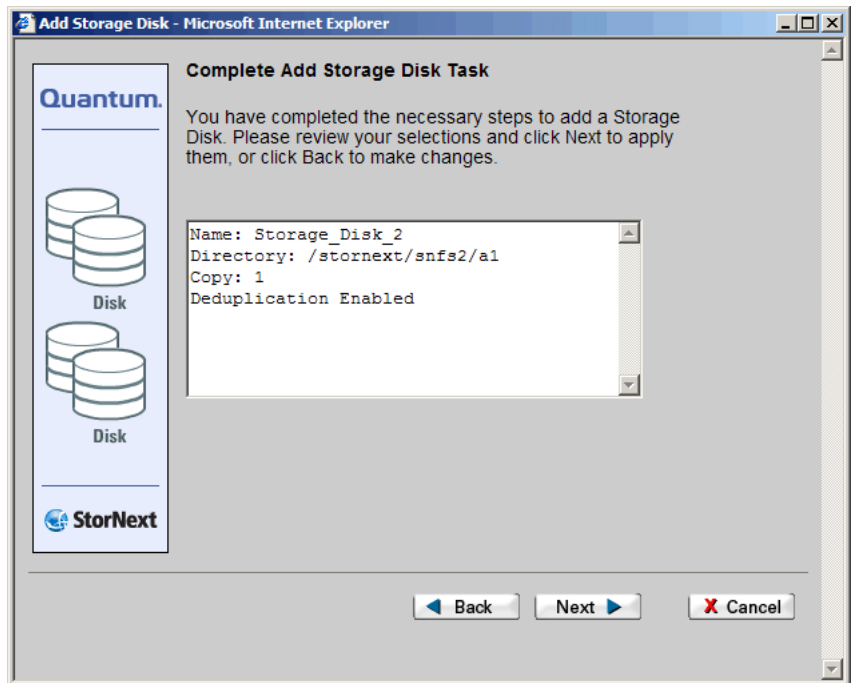 Add Storage Disk - Microsoft Internet Explorer
Quantum.
Disk
Disk
StorNext
Complete Add Storage Disk Task
You have completed the necessary steps to add a Storage
Disk. Please review your selections and click Next to apply
them, or click Back to make changes.
Name: Storage_Disk_2
Directory: /stornext/snfs2/a1
Copy: 1
Deduplication Enabled
Back
Next
X Cancel